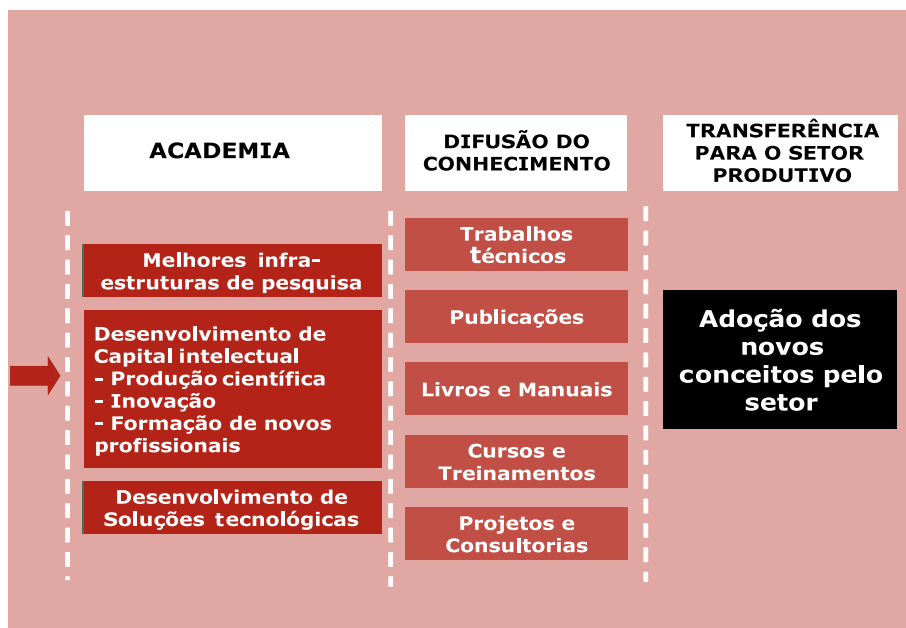 ACADEMIA
Melhores infra-
estruturas de pesquisa
Desenvolvimento de
Capital intelectual
- Produção científica
- Inovação
- Formação de novos
profissionais
Desenvolvimento de
Soluções tecnológicas
DIFUSÃO DO
CONHECIMENTO
Trabalhos
técnicos
Publicações
Livros e Manuais
Cursos e
Treinamentos
Projetos e
Consultorias
TRANSFERÊNCIA
PARA O SETOR
PRODUTIVO
Adoção dos
novos
conceitos pelo
setor